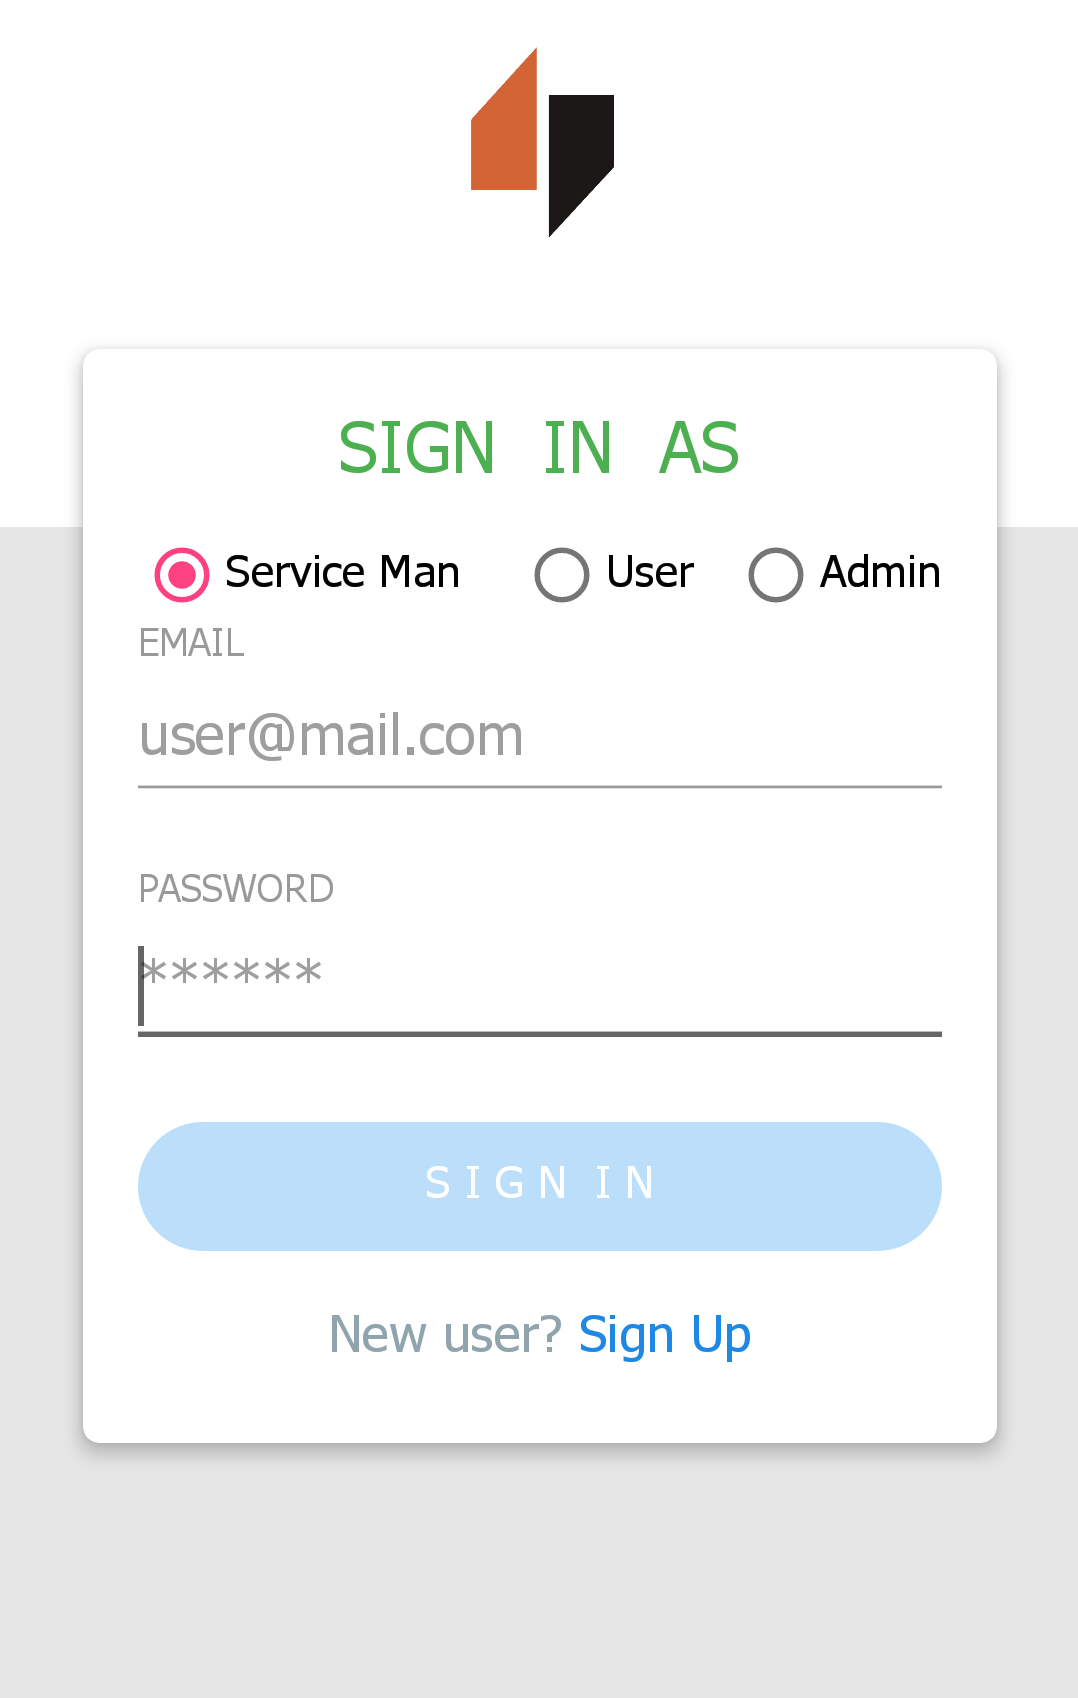 SIGN IN AS
Service Man User Admin
EMAIL
user@mail.com
PASSWORD
******
SIGN IN
New user? Sign Up